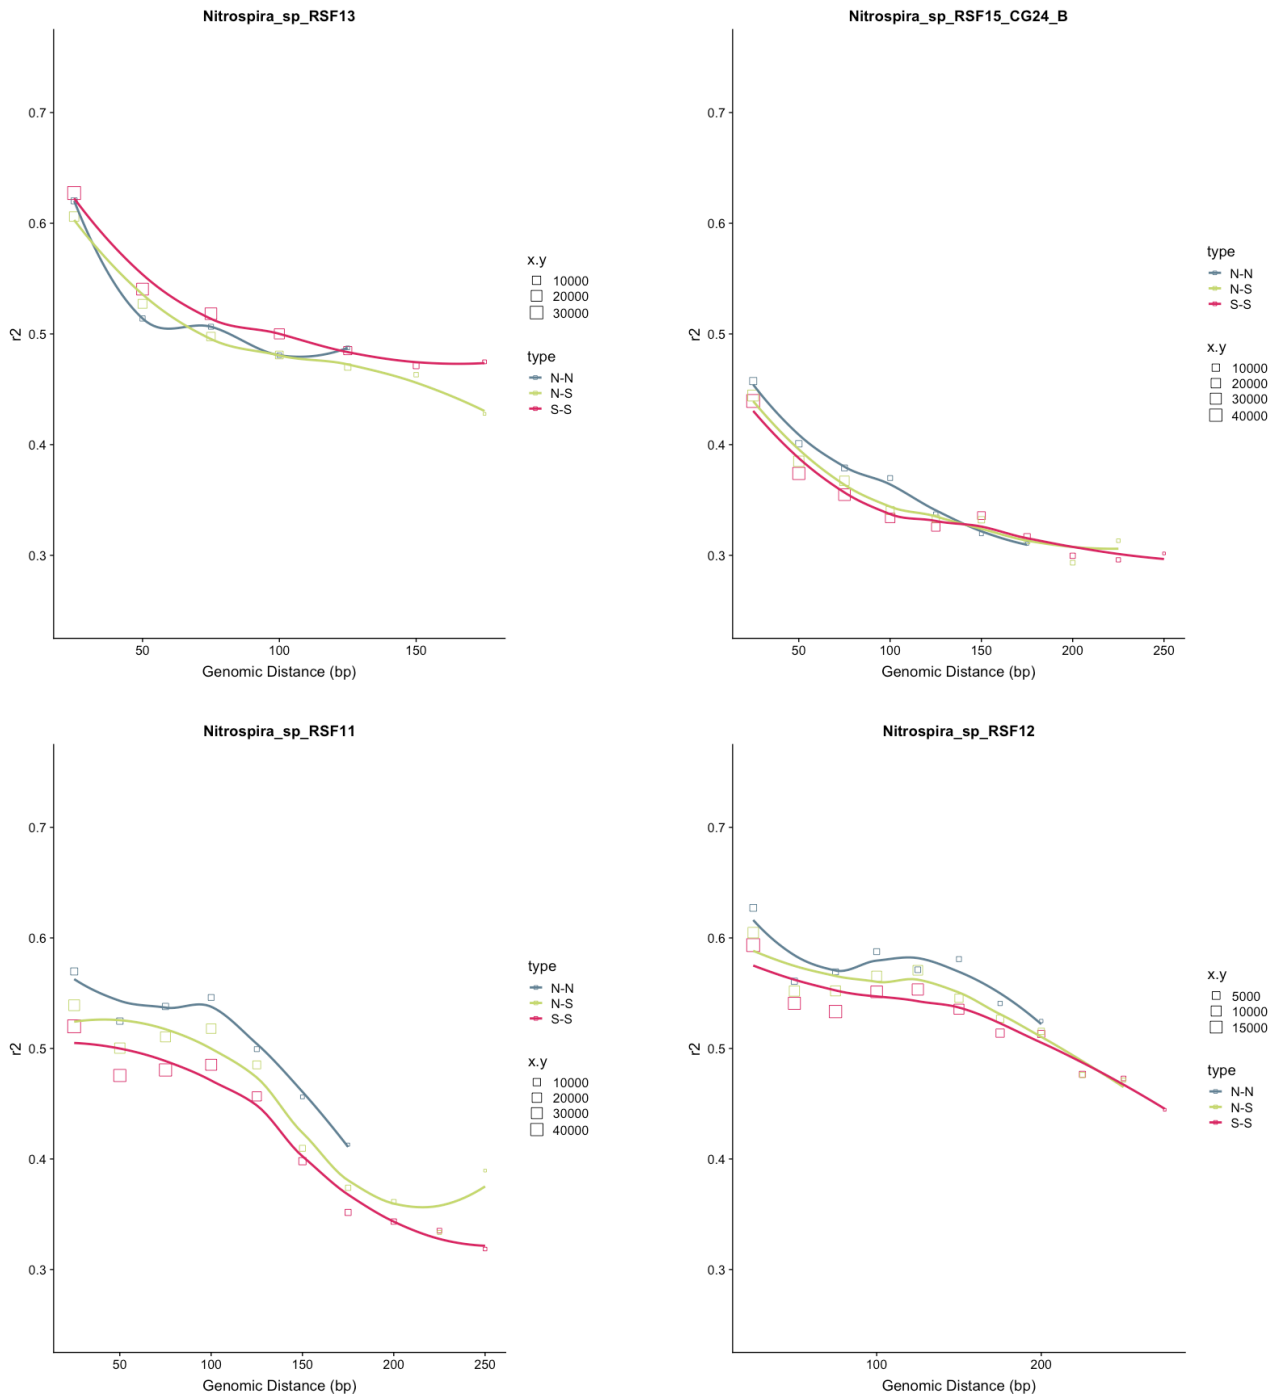 Nitrospira_sp_RSF13
0.7
0.6
0.5
0.4
0.3
r2
50
100
150
Genomic Distance (bp)
x.y
10000
20000
30000
type
N-N
N-S
S-S
Nitrospira_sp_RSF15_CG24_B
0.7
0.6
0.5
0.4
0.3
r2
50
100
150
200
250
Genomic Distance (bp)
type
N-N
N-S
S-S
x.y
10000
20000
30000
40000
Nitrospira_sp_RSF11
0.7
0.6
0.5
0.4
0.3
r2
50
100
150
200
250
Genomic Distance (bp)
type
N-N
N-S
S-S
x.y
10000
20000
30000
40000
Nitrospira_sp_RSF12
0.7
0.6
0.5
0.4
0.3
r2
100
200
Genomic Distance (bp)
x.y
5000
10000
15000
type
N-N
N-S
S-S